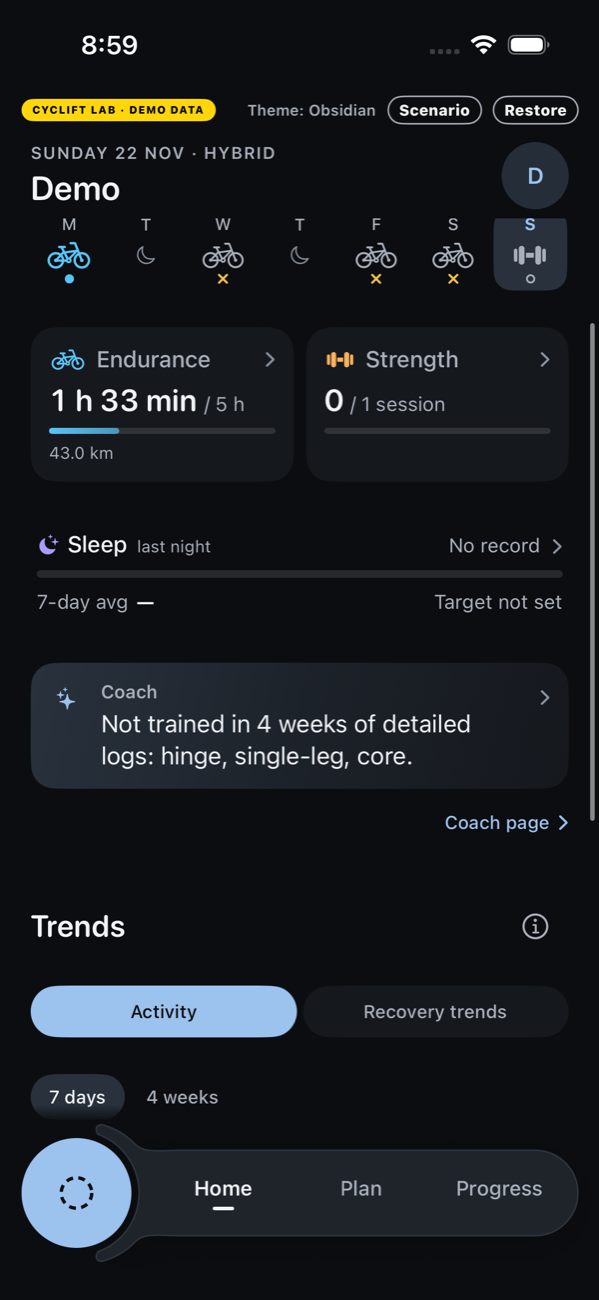 8:59
CYCLIFT LAB · DEMO DATA
Theme: Obsidian
Scenario
Restore
SUNDAY 22 NOV · HYBRID
Demo
D
M T W T F S S
Endurance
1 h 33 min / 5 h
43.0 km
Strength
0 / 1 session
Sleep last night
No record
7-day avg —
Target not set
Coach
Not trained in 4 weeks of detailed
logs: hinge, single-leg, core.
Coach page
Trends
Activity
Recovery trends
7 days
4 weeks
Home
Plan
Progress